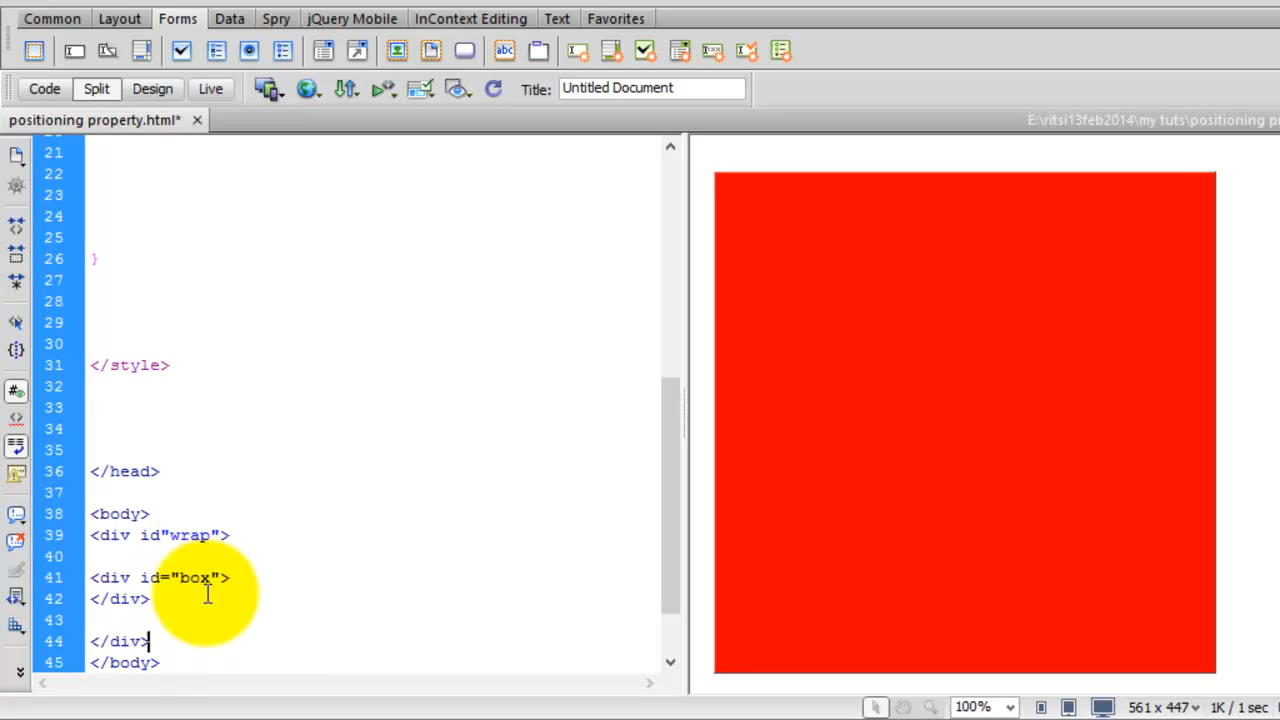 Common Layout Forms Data Spry jQuery Mobile InContext Editing Text Favorites
abc
Code Split Design Live Title: Untitled Document
positioning property.html* E:\ritsi13feb2014\my tuts\positioning pr
21
22
23
24
25
26 }
27
28
29
30
31 </style>
32
33
34
35
36 </head>
37
38 <body>
39 <div id"wrap">
40
41 <div id="box">
42 </div>
43
44 </div>
45 </body>
100% 561 x 447 1K / 1 sec